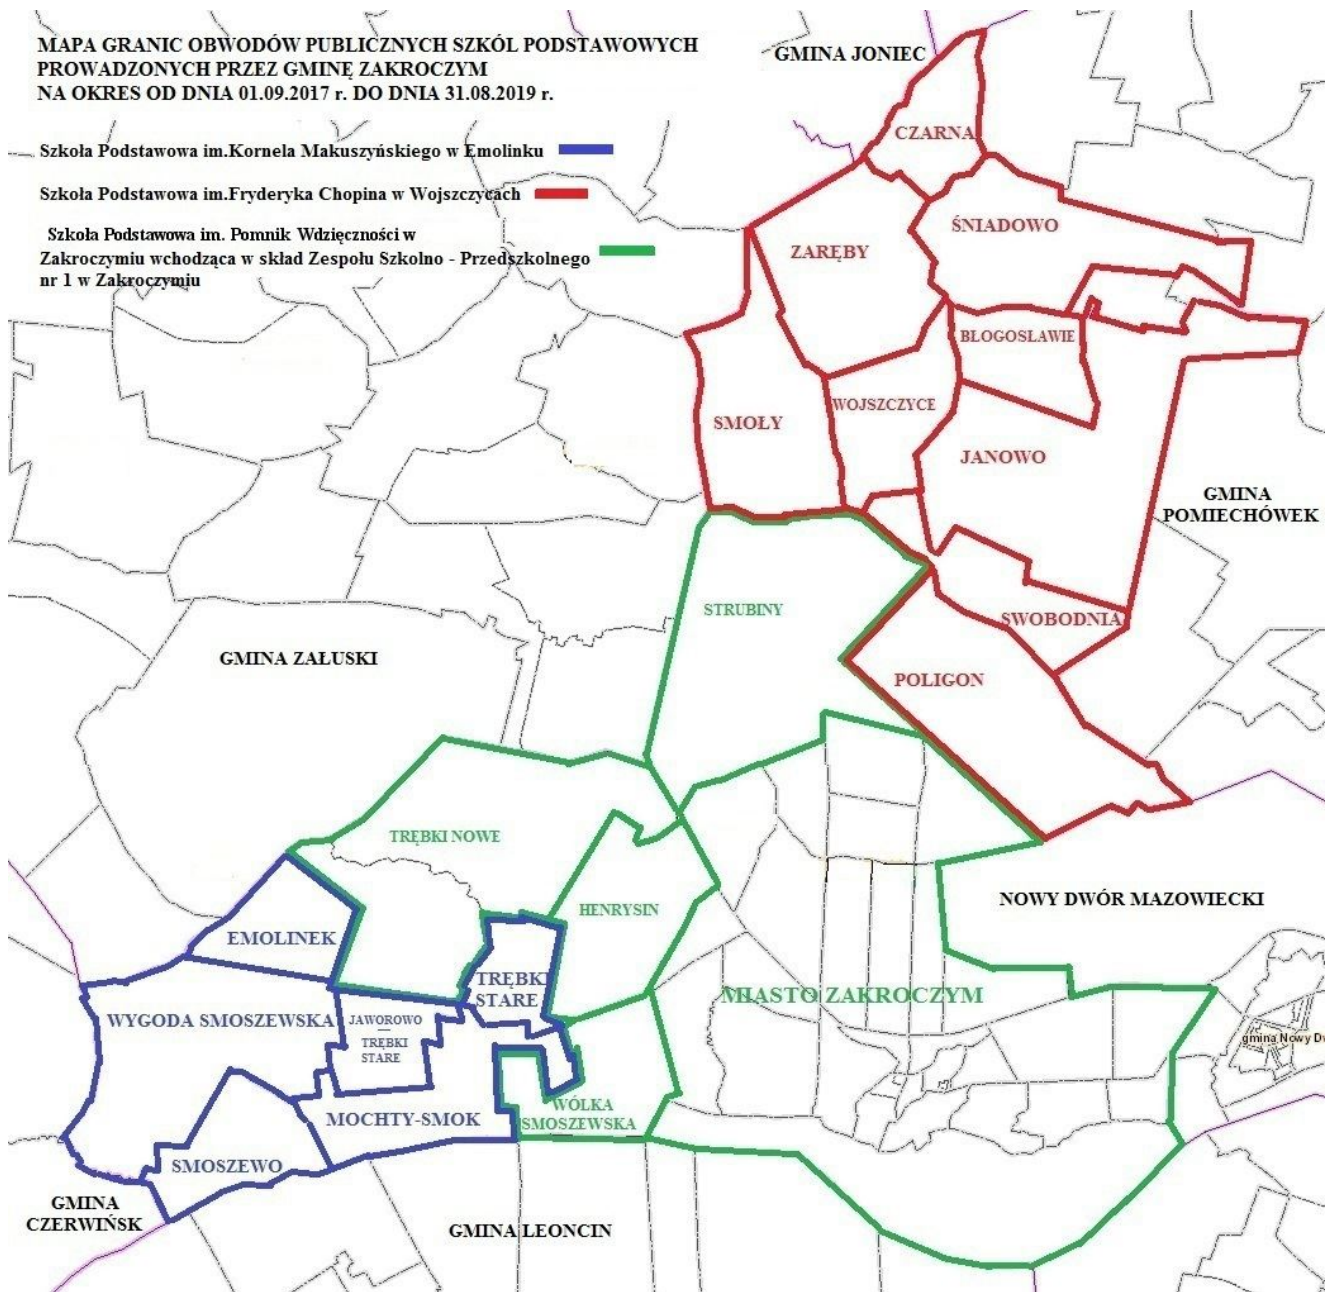 MAPA GRANIC OBWODÓW PUBLICZNYCH SZKÓL PODSTAWOWYCH
PROWADZONYCH PRZEZ GMINĘ ZAKROCZYM
NA OKRES OD DNIA 01.09.2017 r. DO DNIA 31.08.2019 r.
Szkoła Podstawowa im.Kornela Makuszyńskiego w Emolinku
Szkoła Podstawowa im.Fryderyka Chopina w Wojszczycach
Szkoła Podstawowa im. Pomnik Wdzięczności w
Zakroczymiu wchodząca w skład Zespołu Szkolno - Przedszkolnego
nr 1 w Zakroczymiu
GMINA JONIEC
CZARNA
ŚNIADOWO
ZARĘBY
BŁOGOSŁAWIE
WOJSZCZYCE
SMOŁY
JANOWO
GMINA
POMIECHÓWEK
STRUBINY
SWOBODNIA
GMINA ZAŁUSKI
POLIGON
TRĘBKI NOWE
NOWY DWÓR MAZOWIECKI
HENRYSIN
EMOLINEK
TRĘBKI
STARE
MIASTO ZAKROCZYM
WYGODA SMOSZEWSKA
JAWOROWO
—
TRĘBKI
STARE
gmina Nowy Dw
WÓLKA
SMOSZEWSKA
MOCHTY-SMOK
SMOSZEWO
GMINA
CZERWIŃSK
GMINA LEONCIN